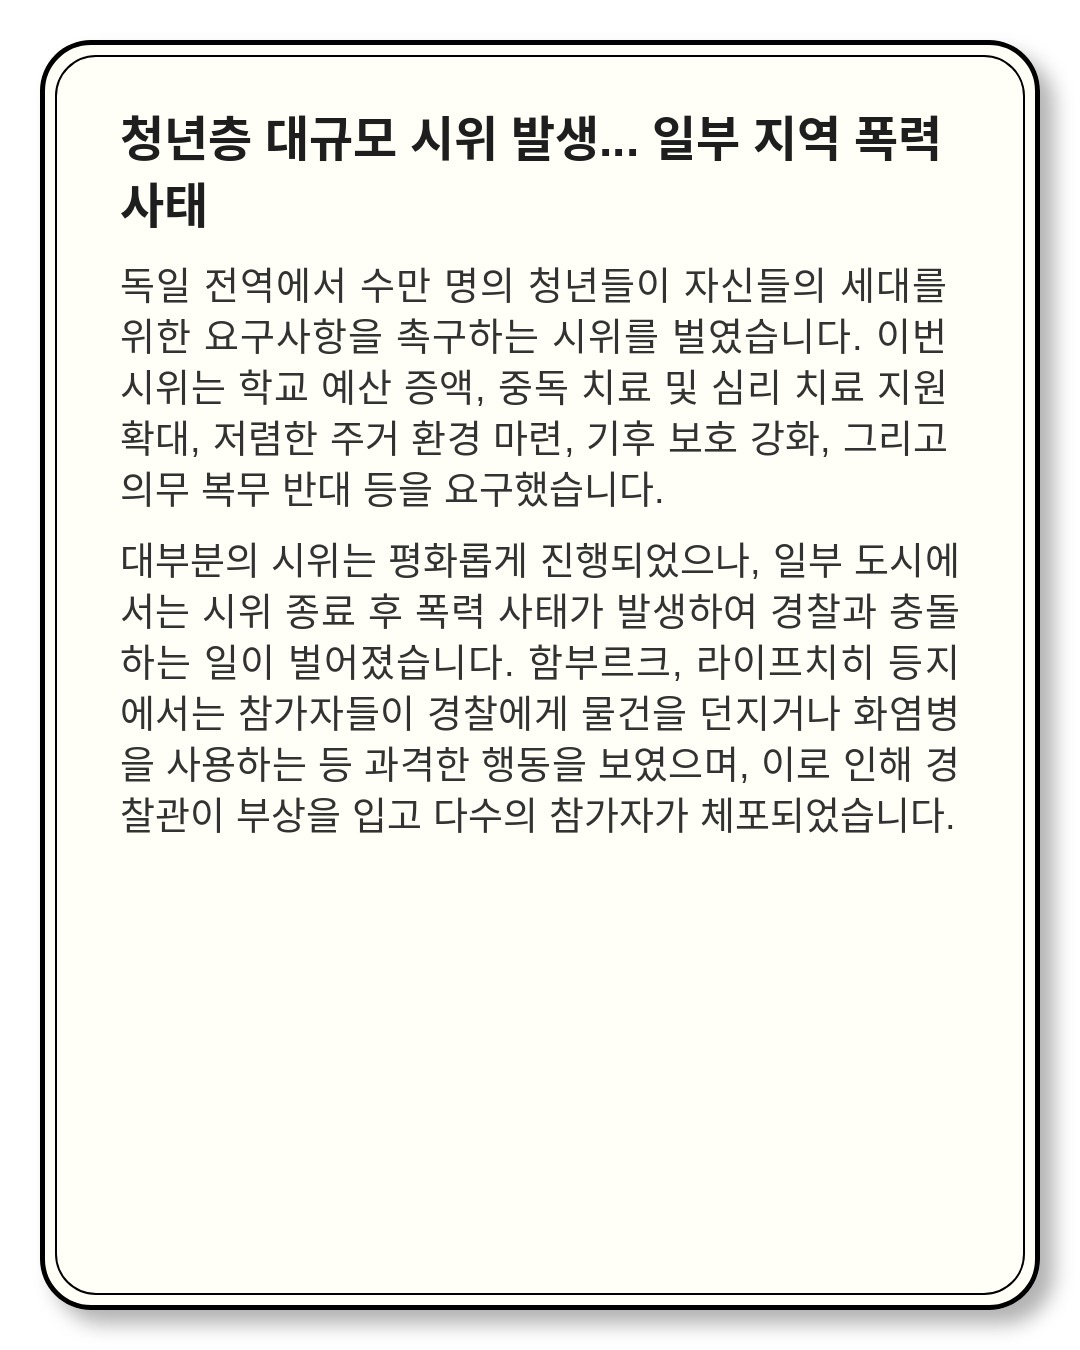 청년층 대규모 시위 발생... 일부 지역 폭력
사태
독일 전역에서 수만 명의 청년들이 자신들의 세대를
위한 요구사항을 촉구하는 시위를 벌였습니다. 이번
시위는 학교 예산 증액, 중독 치료 및 심리 치료 지원
확대, 저렴한 주거 환경 마련, 기후 보호 강화, 그리고
의무 복무 반대 등을 요구했습니다.
대부분의 시위는 평화롭게 진행되었으나, 일부 도시에
서는 시위 종료 후 폭력 사태가 발생하여 경찰과 충돌
하는 일이 벌어졌습니다. 함부르크, 라이프치히 등지
에서는 참가자들이 경찰에게 물건을 던지거나 화염병
을 사용하는 등 과격한 행동을 보였으며, 이로 인해 경
찰관이 부상을 입고 다수의 참가자가 체포되었습니다.